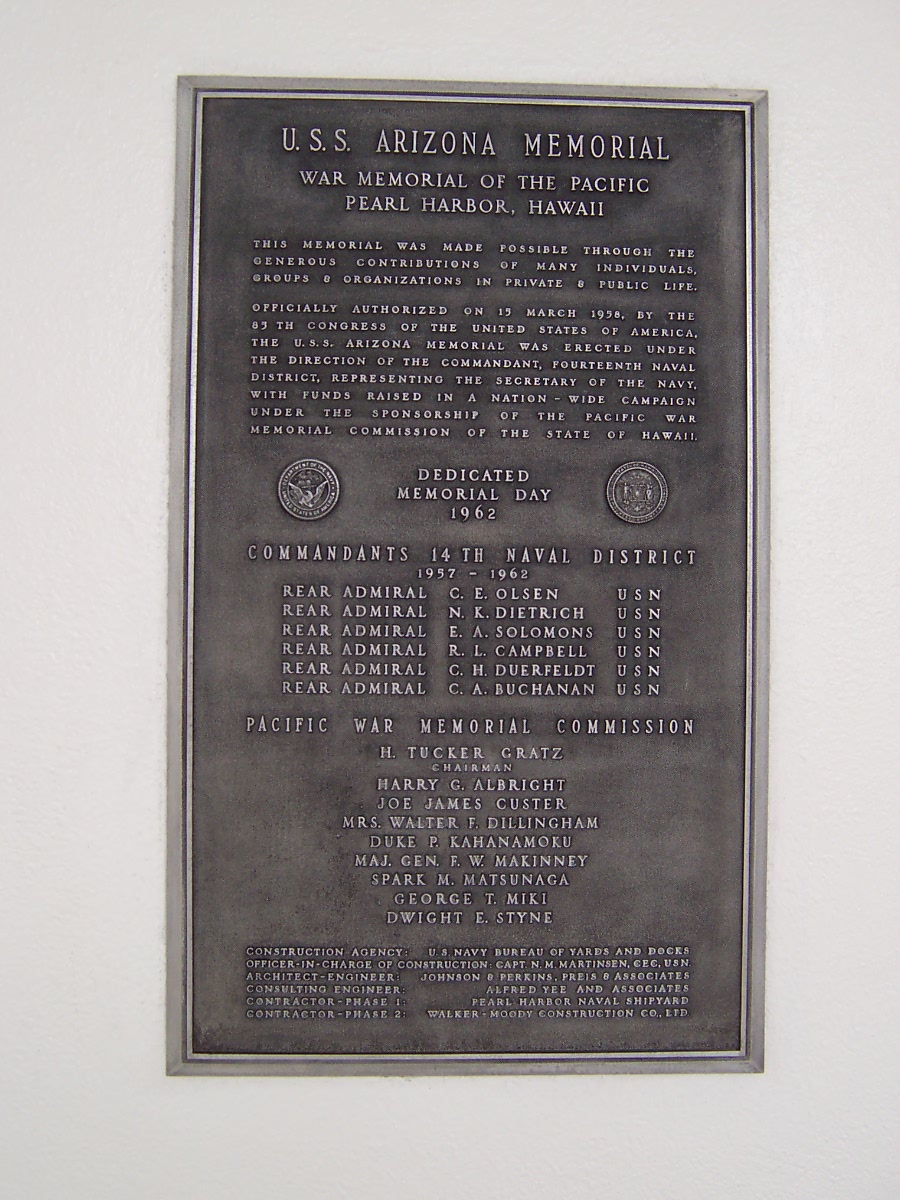 U.S.S. ARIZONA MEMORIAL
WAR MEMORIAL OF THE PACIFIC
PEARL HARBOR, HAWAII
THIS MEMORIAL WAS MADE POSSIBLE THROUGH THE
GENEROUS CONTRIBUTIONS OF MANY INDIVIDUALS,
GROUPS & ORGANIZATIONS IN PRIVATE & PUBLIC LIFE.
OFFICIALLY AUTHORIZED ON 15 MARCH 1958, BY THE
85 TH CONGRESS OF THE UNITED STATES OF AMERICA,
THE U.S.S. ARIZONA MEMORIAL WAS ERECTED UNDER
THE DIRECTION OF THE COMMANDANT, FOURTEENTH NAVAL
DISTRICT, REPRESENTING THE SECRETARY OF THE NAVY,
WITH FUNDS RAISED IN A NATION-WIDE CAMPAIGN
UNDER THE SPONSORSHIP OF THE PACIFIC WAR
MEMORIAL COMMISSION OF THE STATE OF HAWAII.
DEDICATED
MEMORIAL DAY
1962
COMMANDANTS 14 TH NAVAL DISTRICT
1957 - 1962
REAR ADMIRAL C. E. OLSEN USN
REAR ADMIRAL N. K. DIETRICH USN
REAR ADMIRAL E. A. SOLOMONS USN
REAR ADMIRAL R. L. CAMPBELL USN
REAR ADMIRAL C. H. DUERFELDT USN
REAR ADMIRAL C. A. BUCHANAN USN
PACIFIC WAR MEMORIAL COMMISSION
H. TUCKER GRATZ
CHAIRMAN
HARRY G. ALBRIGHT
JOE JAMES CUSTER
MRS. WALTER F. DILLINGHAM
DUKE P. KAHANAMOKU
MAJ. GEN. F. W. MAKINNEY
SPARK M. MATSUNAGA
GEORGE T. MIKI
DWIGHT E. STYNE
CONSTRUCTION AGENCY: U.S. NAVY BUREAU OF YARDS AND DOCKS
OFFICER-IN-CHARGE OF CONSTRUCTION: CAPT. N. M. MARTINSEN, CEC, USN.
ARCHITECT-ENGINEER: JOHNSON & PERKINS, PREIS & ASSOCIATES
CONSULTING ENGINEER: ALFRED YEE AND ASSOCIATES
CONTRACTOR-PHASE 1: PEARL HARBOR NAVAL SHIPYARD
CONTRACTOR-PHASE 2: WALKER-MOODY CONSTRUCTION CO., LTD.